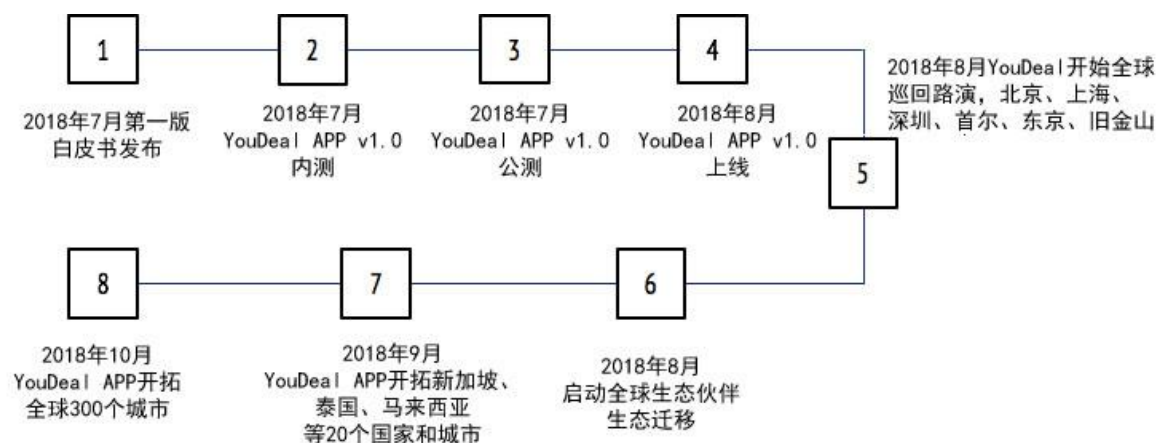 1
2018年7月第一版
白皮书发布
2
2018年7月
YouDeal APP v1.0
内测
3
2018年7月
YouDeal APP v1.0
公测
4
2018年8月
YouDeal APP v1.0
上线
2018年8月YouDeal开始全球
巡回路演，北京、上海、
深圳、首尔、东京、旧金山
5
6
2018年8月
启动全球生态伙伴
生态迁移
7
2018年9月
YouDeal APP开拓新加坡、
泰国、马来西亚
等20个国家和城市
8
2018年10月
YouDeal APP开拓
全球300个城市